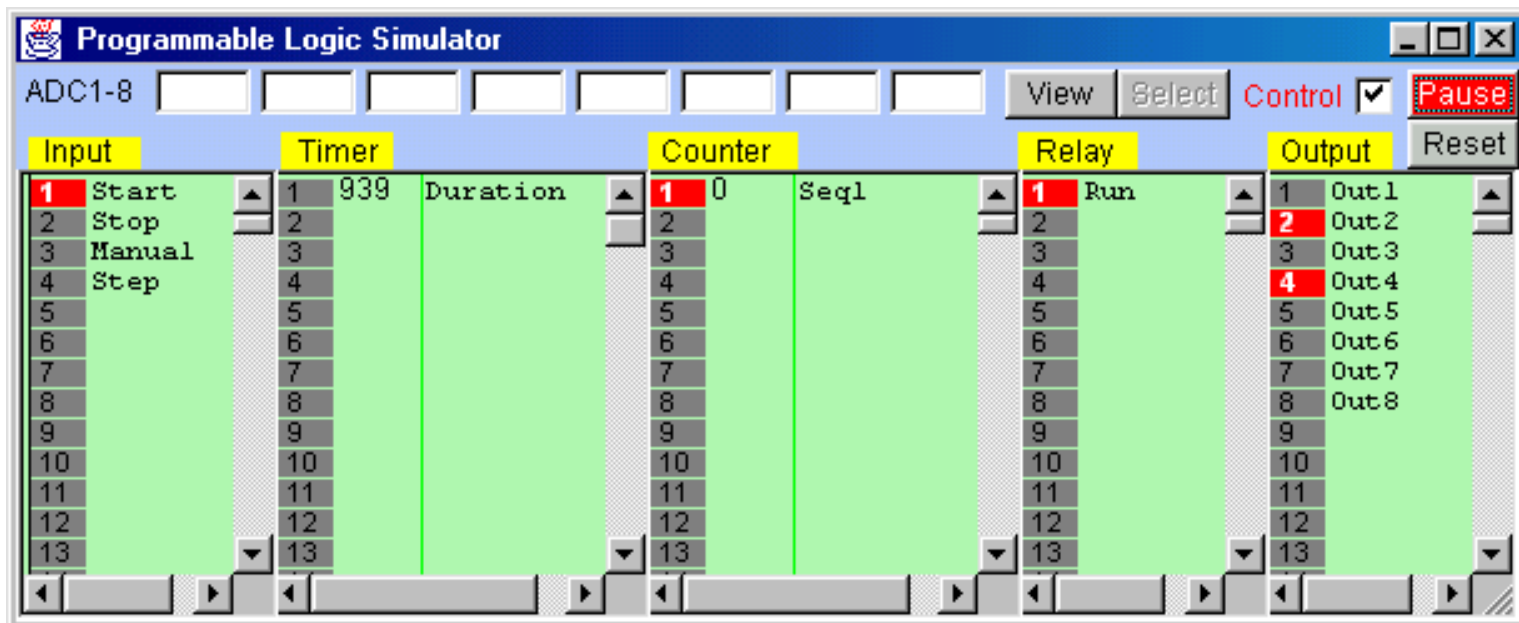 Programmable Logic Simulator
ADC1-8 View Select Control Pause
Input Timer Counter Relay Output Reset
1 Start 1 939 Duration 1 0 Seq1 1 Run 1 Out1
2 Stop 2 2 2 2 Out2
3 Manual 3 3 3 3 Out3
4 Step 4 4 4 4 Out4
5 5 5 5 5 Out5
6 6 6 6 6 Out6
7 7 7 7 7 Out7
8 8 8 8 8 Out8
9 9 9 9 9
10 10 10 10 10
11 11 11 11 11
12 12 12 12 12
13 13 13 13 13